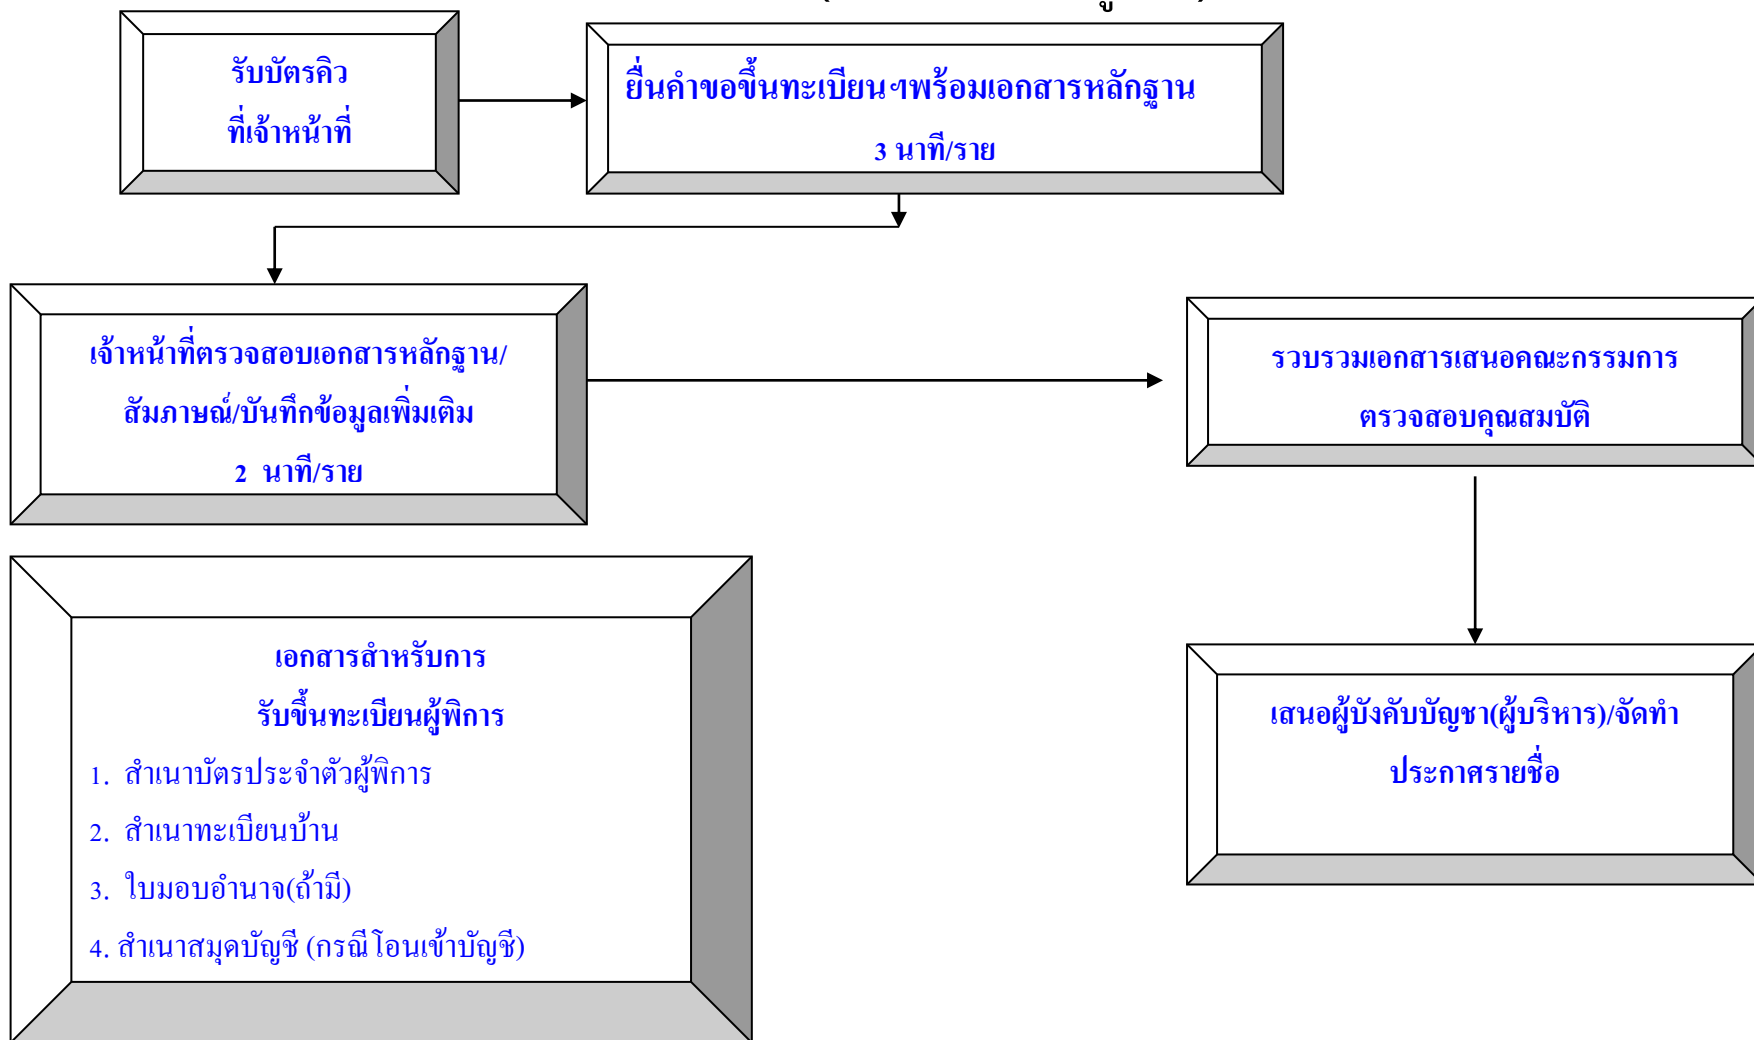 รับบัตรคิว
ที่เจ้าหน้าที่
ยื่นคำขอขึ้นทะเบียนฯพร้อมเอกสารหลักฐาน
3 นาที/ราย
เจ้าหน้าที่ตรวจสอบเอกสารหลักฐาน/
สัมภาษณ์/บันทึกข้อมูลเพิ่มเติม
2 นาที/ราย
รวบรวมเอกสารเสนอคณะกรรมการ
ตรวจสอบคุณสมบัติ
เสนอผู้บังคับบัญชา(ผู้บริหาร)/จัดทำ
ประกาศรายชื่อ
เอกสารสำหรับการ
รับขึ้นทะเบียนผู้พิการ
1. สำเนาบัตรประจำตัวผู้พิการ
2. สำเนาทะเบียนบ้าน
3. ใบมอบอำนาจ(ถ้ามี)
4. สำเนาสมุดบัญชี (กรณีโอนเข้าบัญชี)